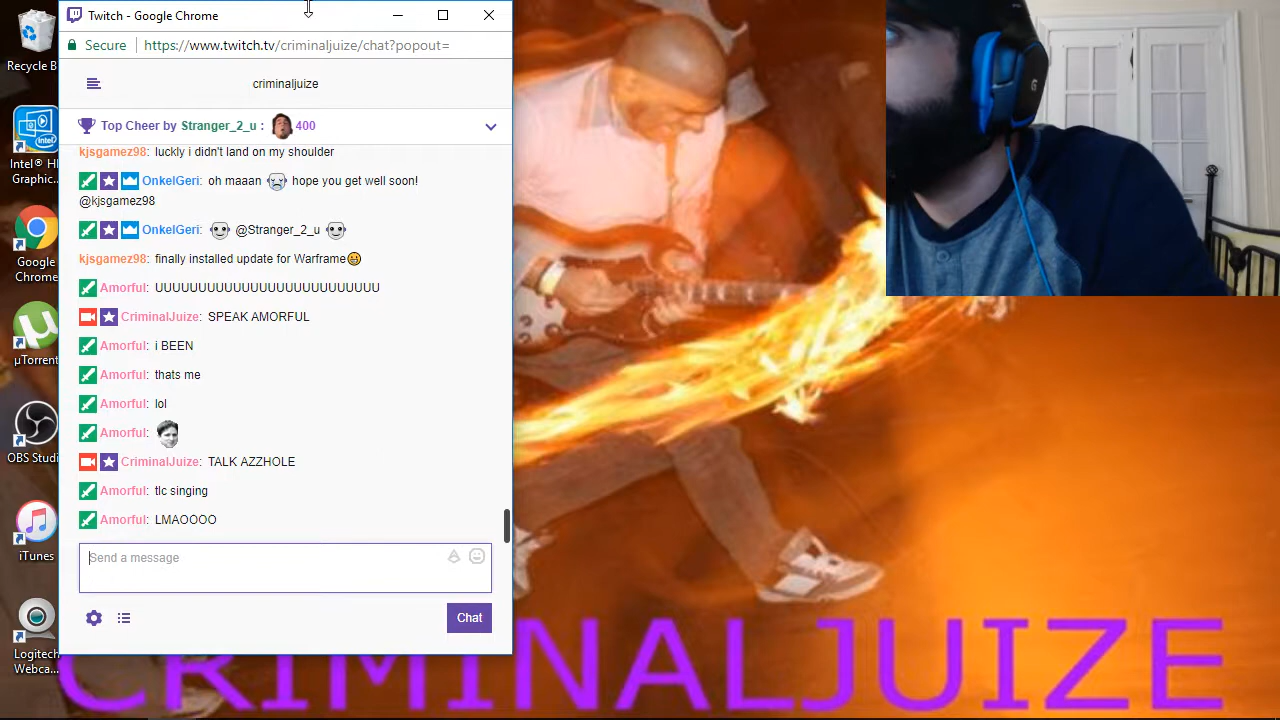 Recycle B
Intel® H
Graphic...
Google
Chrome
µTorrent
OBS Studi
iTunes
Logitech
Webca...
Twitch - Google Chrome
Secure
https://www.twitch.tv/criminaljuize/chat?popout=
criminaljuize
Top Cheer by Stranger_2_u : 400
kjsgamez98: luckly i didn't land on my shoulder
OnkelGeri: oh maaan hope you get well soon!
@kjsgamez98
OnkelGeri: @Stranger_2_u
kjsgamez98: finally installed update for Warframe
Amorful: UUUUUUUUUUUUUUUUUUUUUUUUUU
CriminalJuize: SPEAK AMORFUL
Amorful: i BEEN
Amorful: thats me
Amorful: lol
Amorful:
CriminalJuize: TALK AZZHOLE
Amorful: tlc singing
Amorful: LMAOOOO
Send a message
Chat
CRIMINALJUIZE